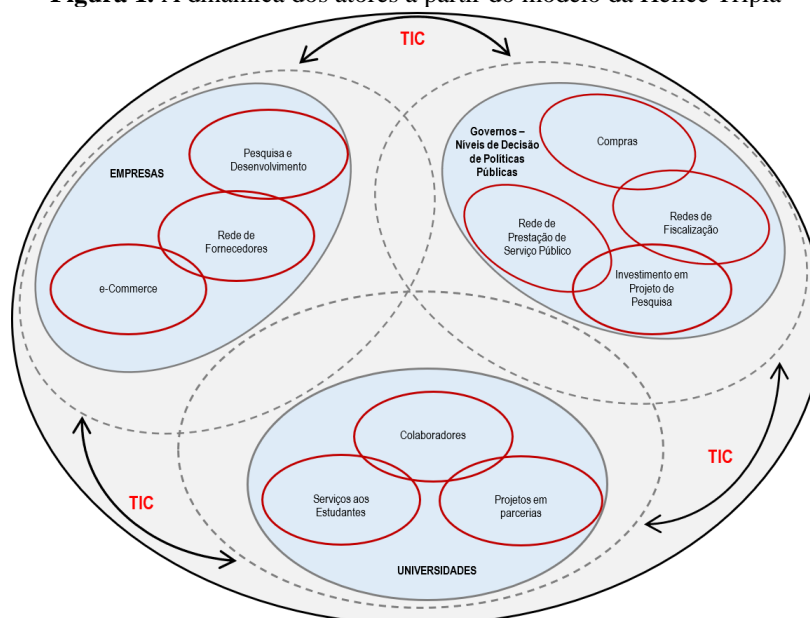 Figura 1. A dinâmica dos atores a partir do modelo da Hélice Tripla
TIC
EMPRESAS
Pesquisa e
Desenvolvimento
Rede de
Fornecedores
e-Commerce
Governos –
Níveis de Decisão
de Políticas
Públicas
Compras
Redes de
Fiscalização
Rede de
Prestação de
Serviço Público
Investimento em
Projeto de
Pesquisa
TIC
TIC
Colaboradores
Serviços aos
Estudantes
Projetos em
parcerias
UNIVERSIDADES